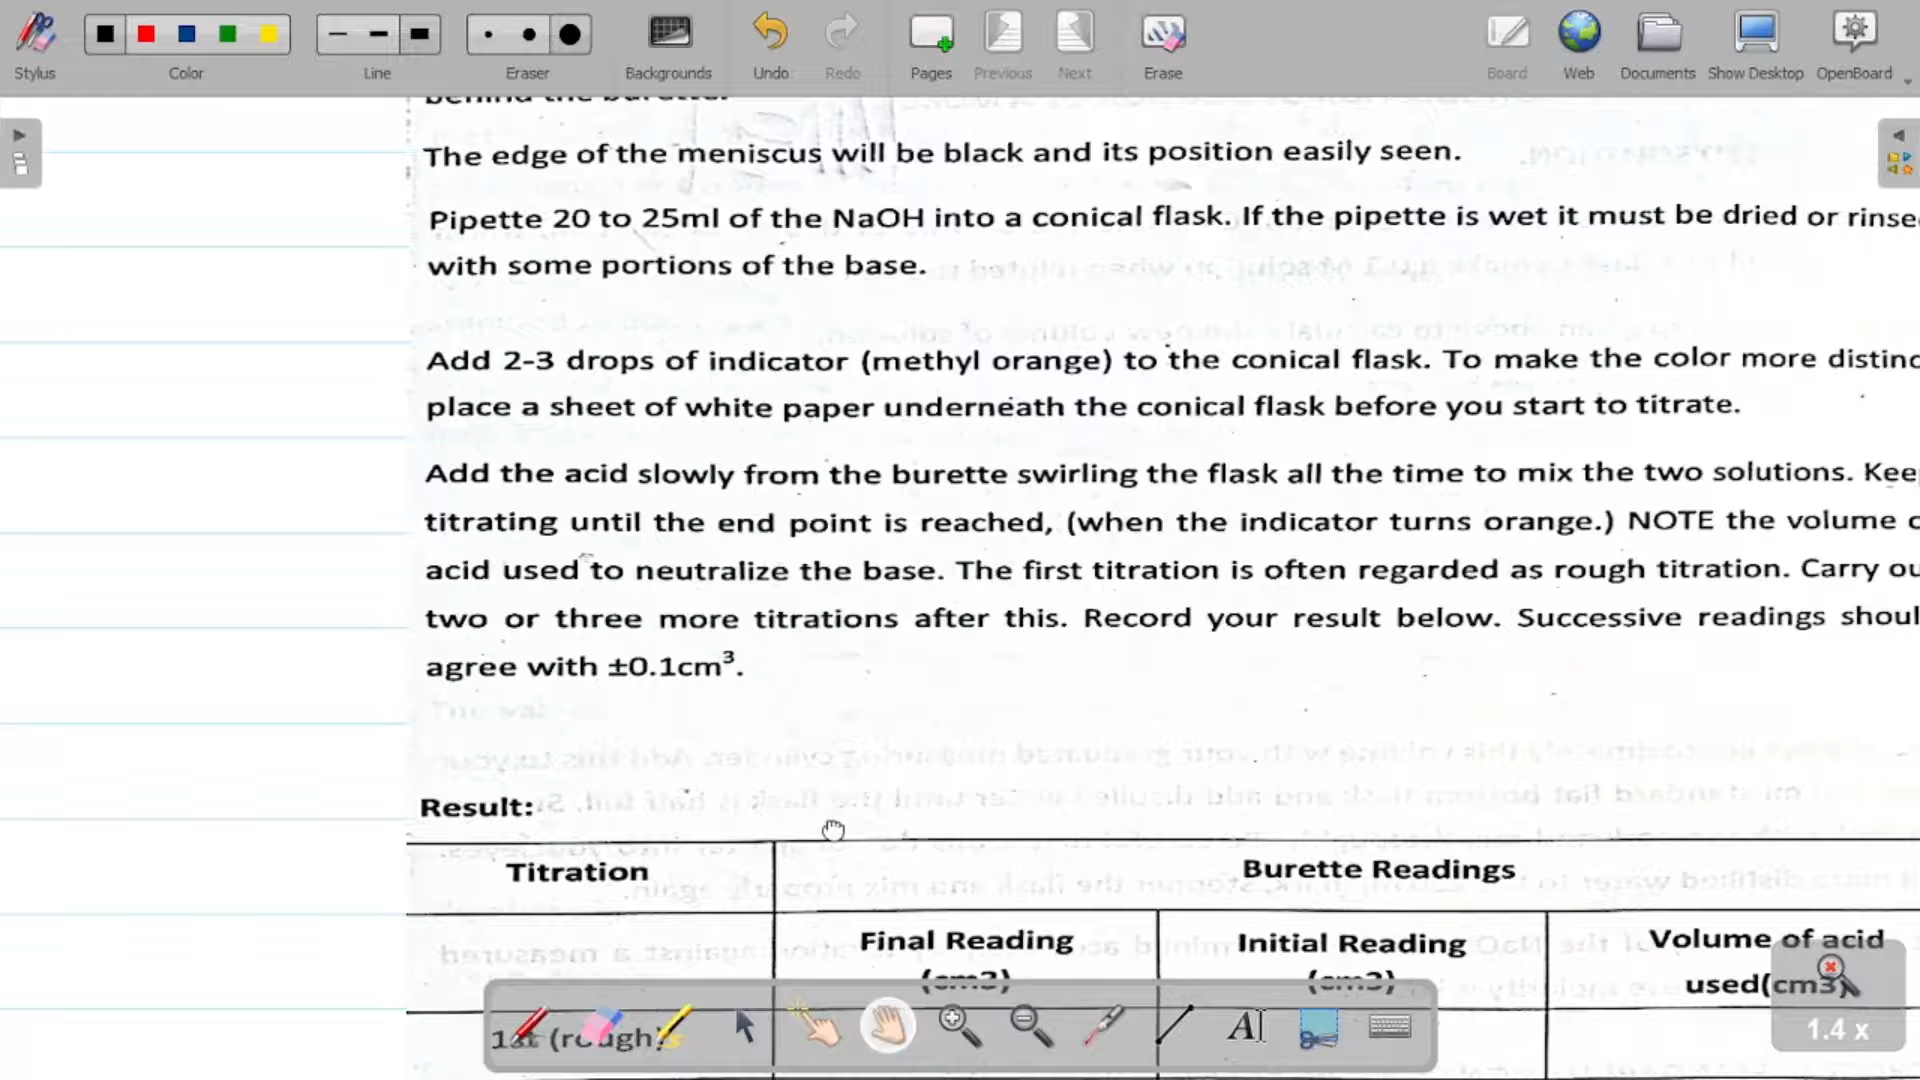 Stylus
Color
Line
Eraser
Backgrounds
Undo
Redo
Pages
Previous
Next
Erase
Board
Web
Documents
Show Desktop
OpenBoard
behind the burette.
The edge of the meniscus will be black and its position easily seen.
Pipette 20 to 25ml of the NaOH into a conical flask. If the pipette is wet it must be dried or rinse
with some portions of the base.
Add 2-3 drops of indicator (methyl orange) to the conical flask. To make the color more distinc
place a sheet of white paper underneath the conical flask before you start to titrate.
Add the acid slowly from the burette swirling the flask all the time to mix the two solutions. Kee
titrating until the end point is reached, (when the indicator turns orange.) NOTE the volume
acid used to neutralize the base. The first titration is often regarded as rough titration. Carry ou
two or three more titrations after this. Record your result below. Successive readings shoul
agree with ±0.1cm³.
Result:
Titration
Burette Readings
Final Reading
(cm3)
Initial Reading
(cm3)
Volume of acid
used(cm3)
1st (rough)
1.4 x